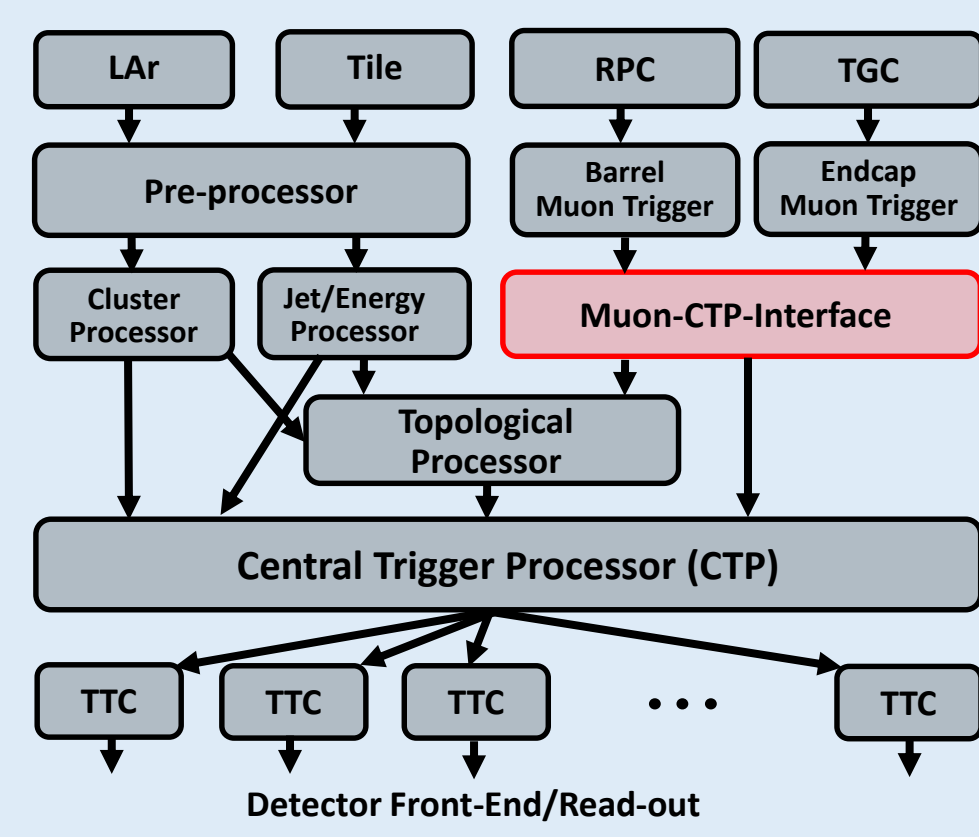 LAr
Tile
RPC
TGC
Pre-processor
Barrel
Muon Trigger
Endcap
Muon Trigger
Cluster
Processor
Jet/Energy
Processor
Muon-CTP-Interface
Topological
Processor
Central Trigger Processor (CTP)
TTC
TTC
TTC
• • •
TTC
Detector Front-End/Read-out